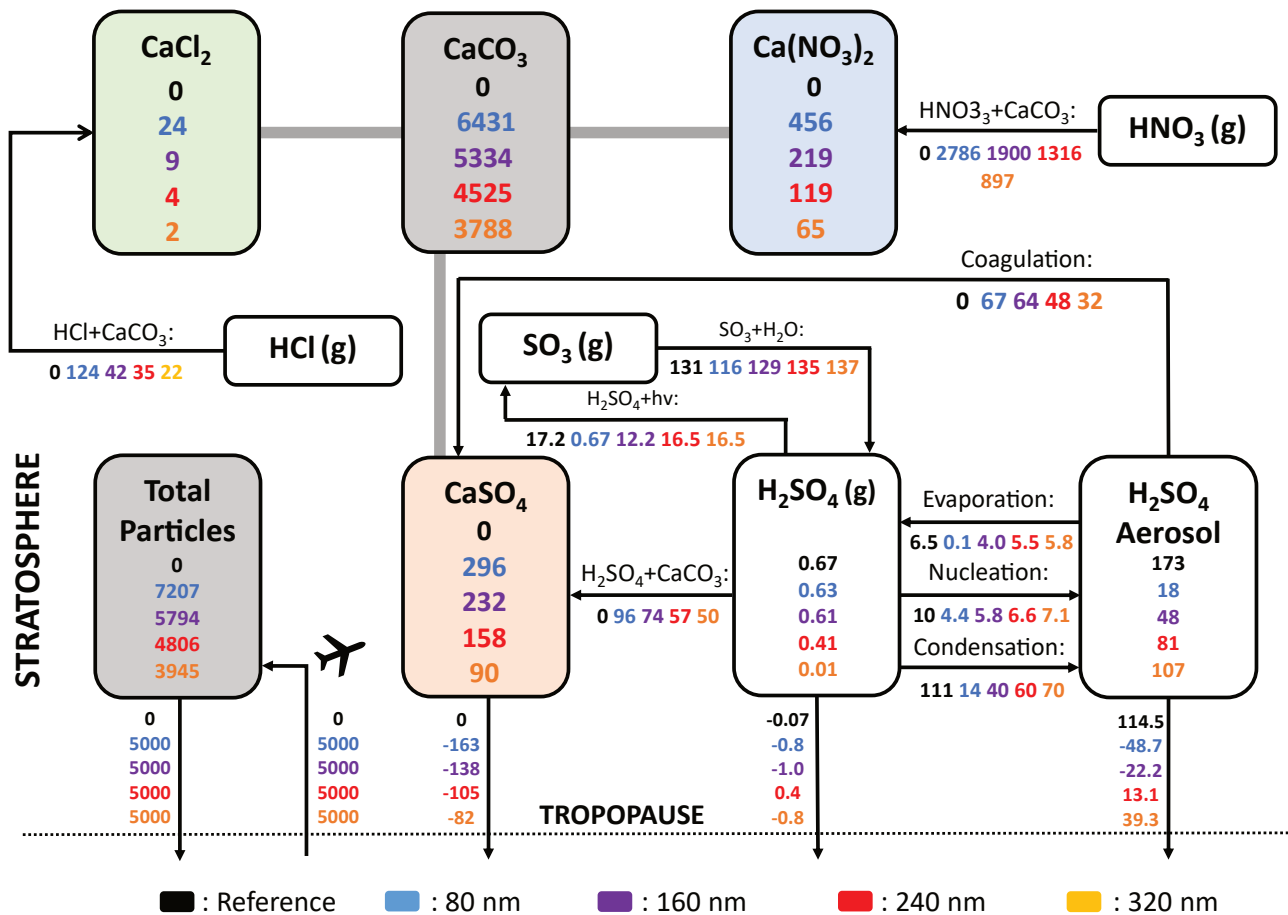 CaCl₂
0
24
9
4
2
CaCO₃
0
6431
5334
4525
3788
Ca(NO₃)₂
0
456
219
119
65
HNO3₃+CaCO₃:
0 2786 1900 1316
897
HNO₃ (g)
Coagulation:
0 67 64 48 32
HCl+CaCO₃:
0 124 42 35 22
HCl (g)
SO₃ (g)
SO₃+H₂O:
131 116 129 135 137
H₂SO₄+hv:
17.2 0.67 12.2 16.5 16.5
STRATOSPHERE
Total
Particles
0
7207
5794
4806
3945
CaSO₄
0
296
232
158
90
H₂SO₄+CaCO₃:
0 96 74 57 50
H₂SO₄ (g)
0.67
0.63
0.61
0.41
0.01
Evaporation:
6.5 0.1 4.0 5.5 5.8
Nucleation:
10 4.4 5.8 6.6 7.1
Condensation:
111 14 40 60 70
H₂SO₄
Aerosol
173
18
48
81
107
0
5000
5000
5000
5000
0
5000
5000
5000
5000
0
-163
-138
-105
-82
-0.07
-0.8
-1.0
0.4
-0.8
114.5
-48.7
-22.2
13.1
39.3
TROPOPAUSE
: Reference : 80 nm : 160 nm : 240 nm : 320 nm